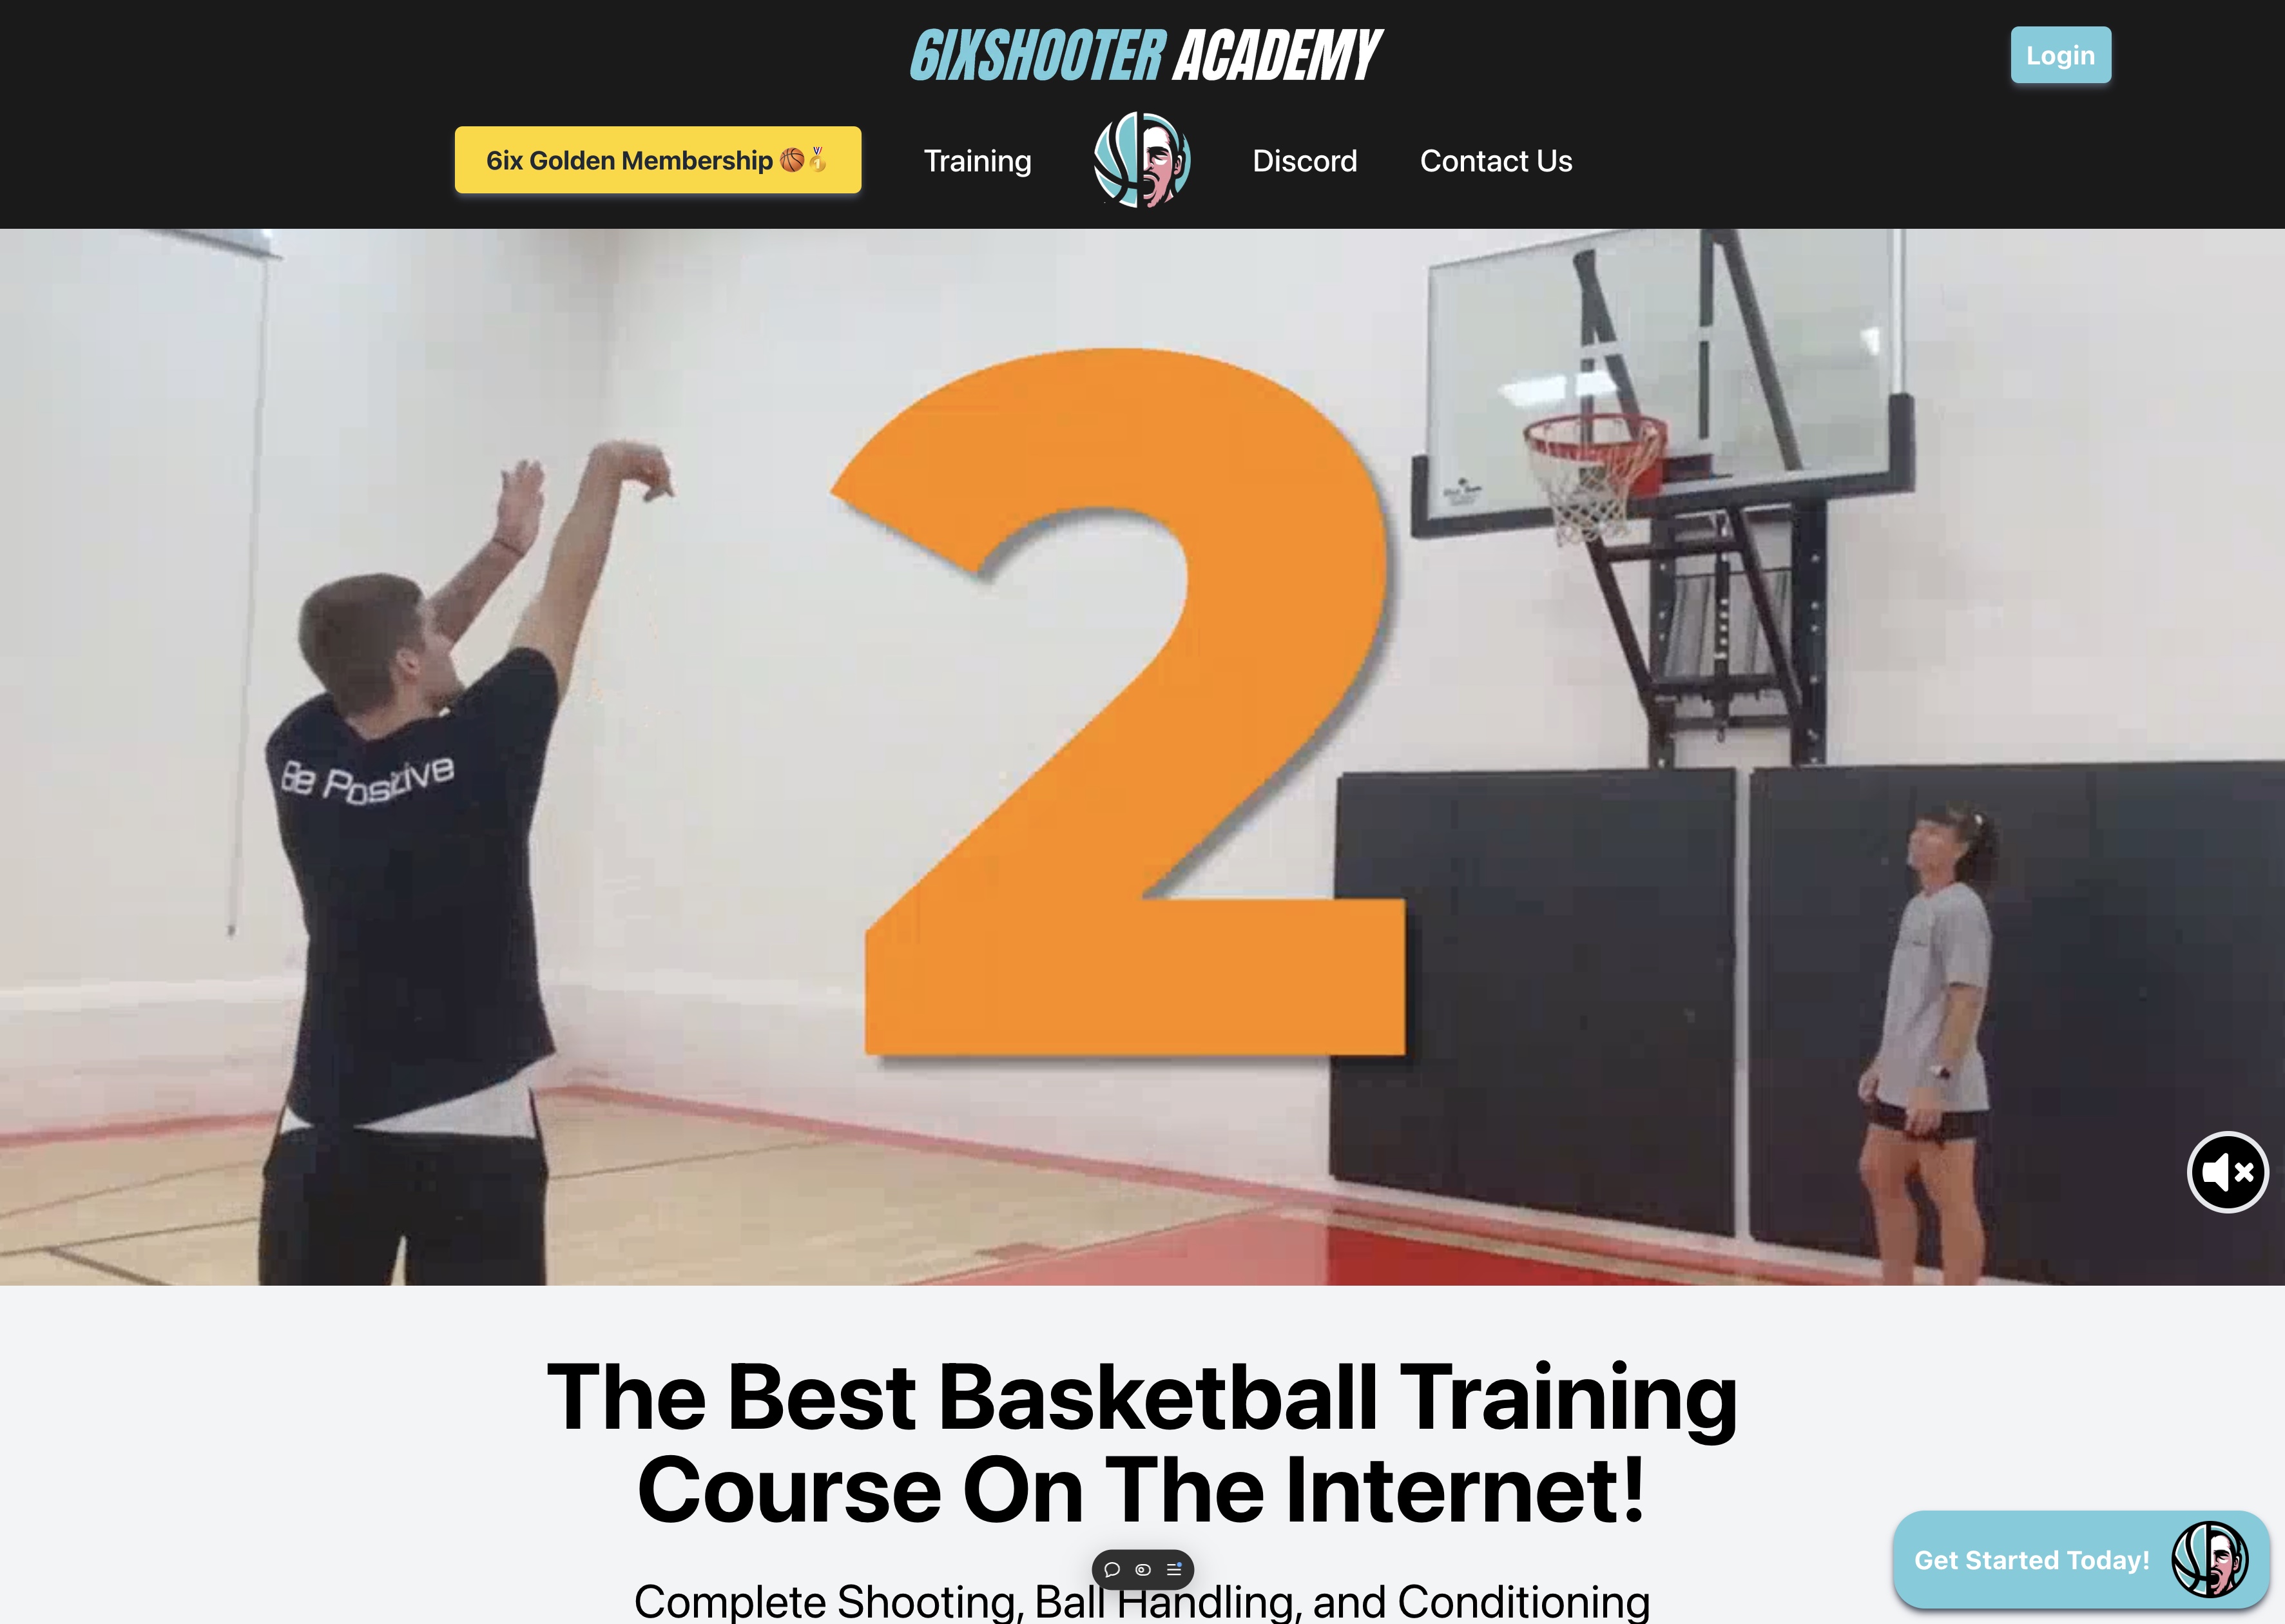 6IXSHOOTER ACADEMY
Login
6ix Golden Membership 🏀🥇
Training
Discord
Contact Us
2
Be Positive
The Best Basketball Training
Course On The Internet!
Get Started Today!
Complete Shooting, Ball Handling, and Conditioning